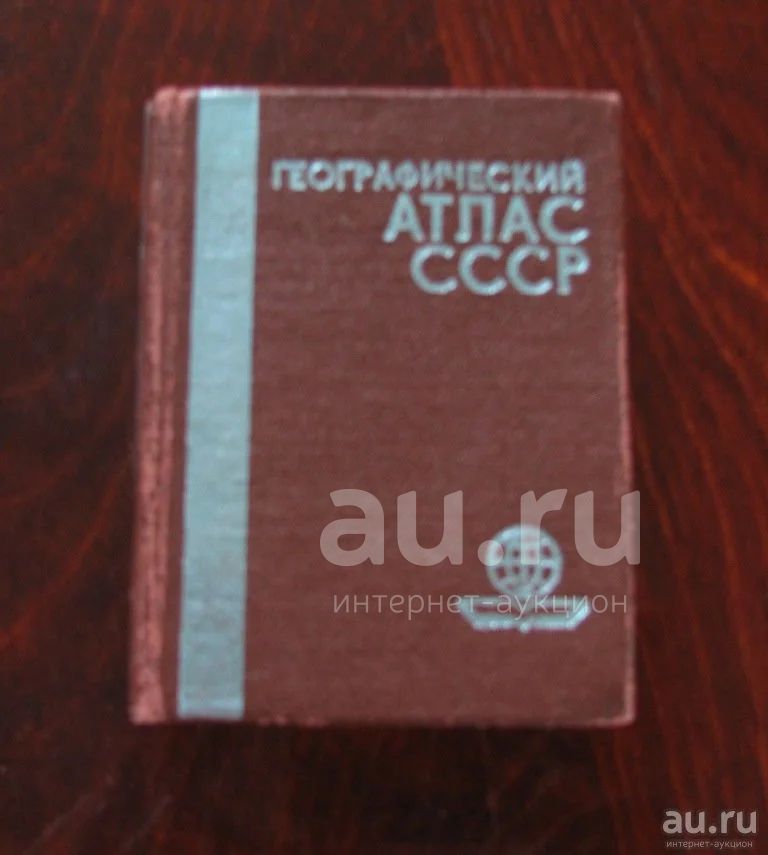 ГЕОГРАФИЧЕСКИЙ
АТЛАС
СССР
au.ru
интернет-аукцион
au.ru
интернет-аукцион